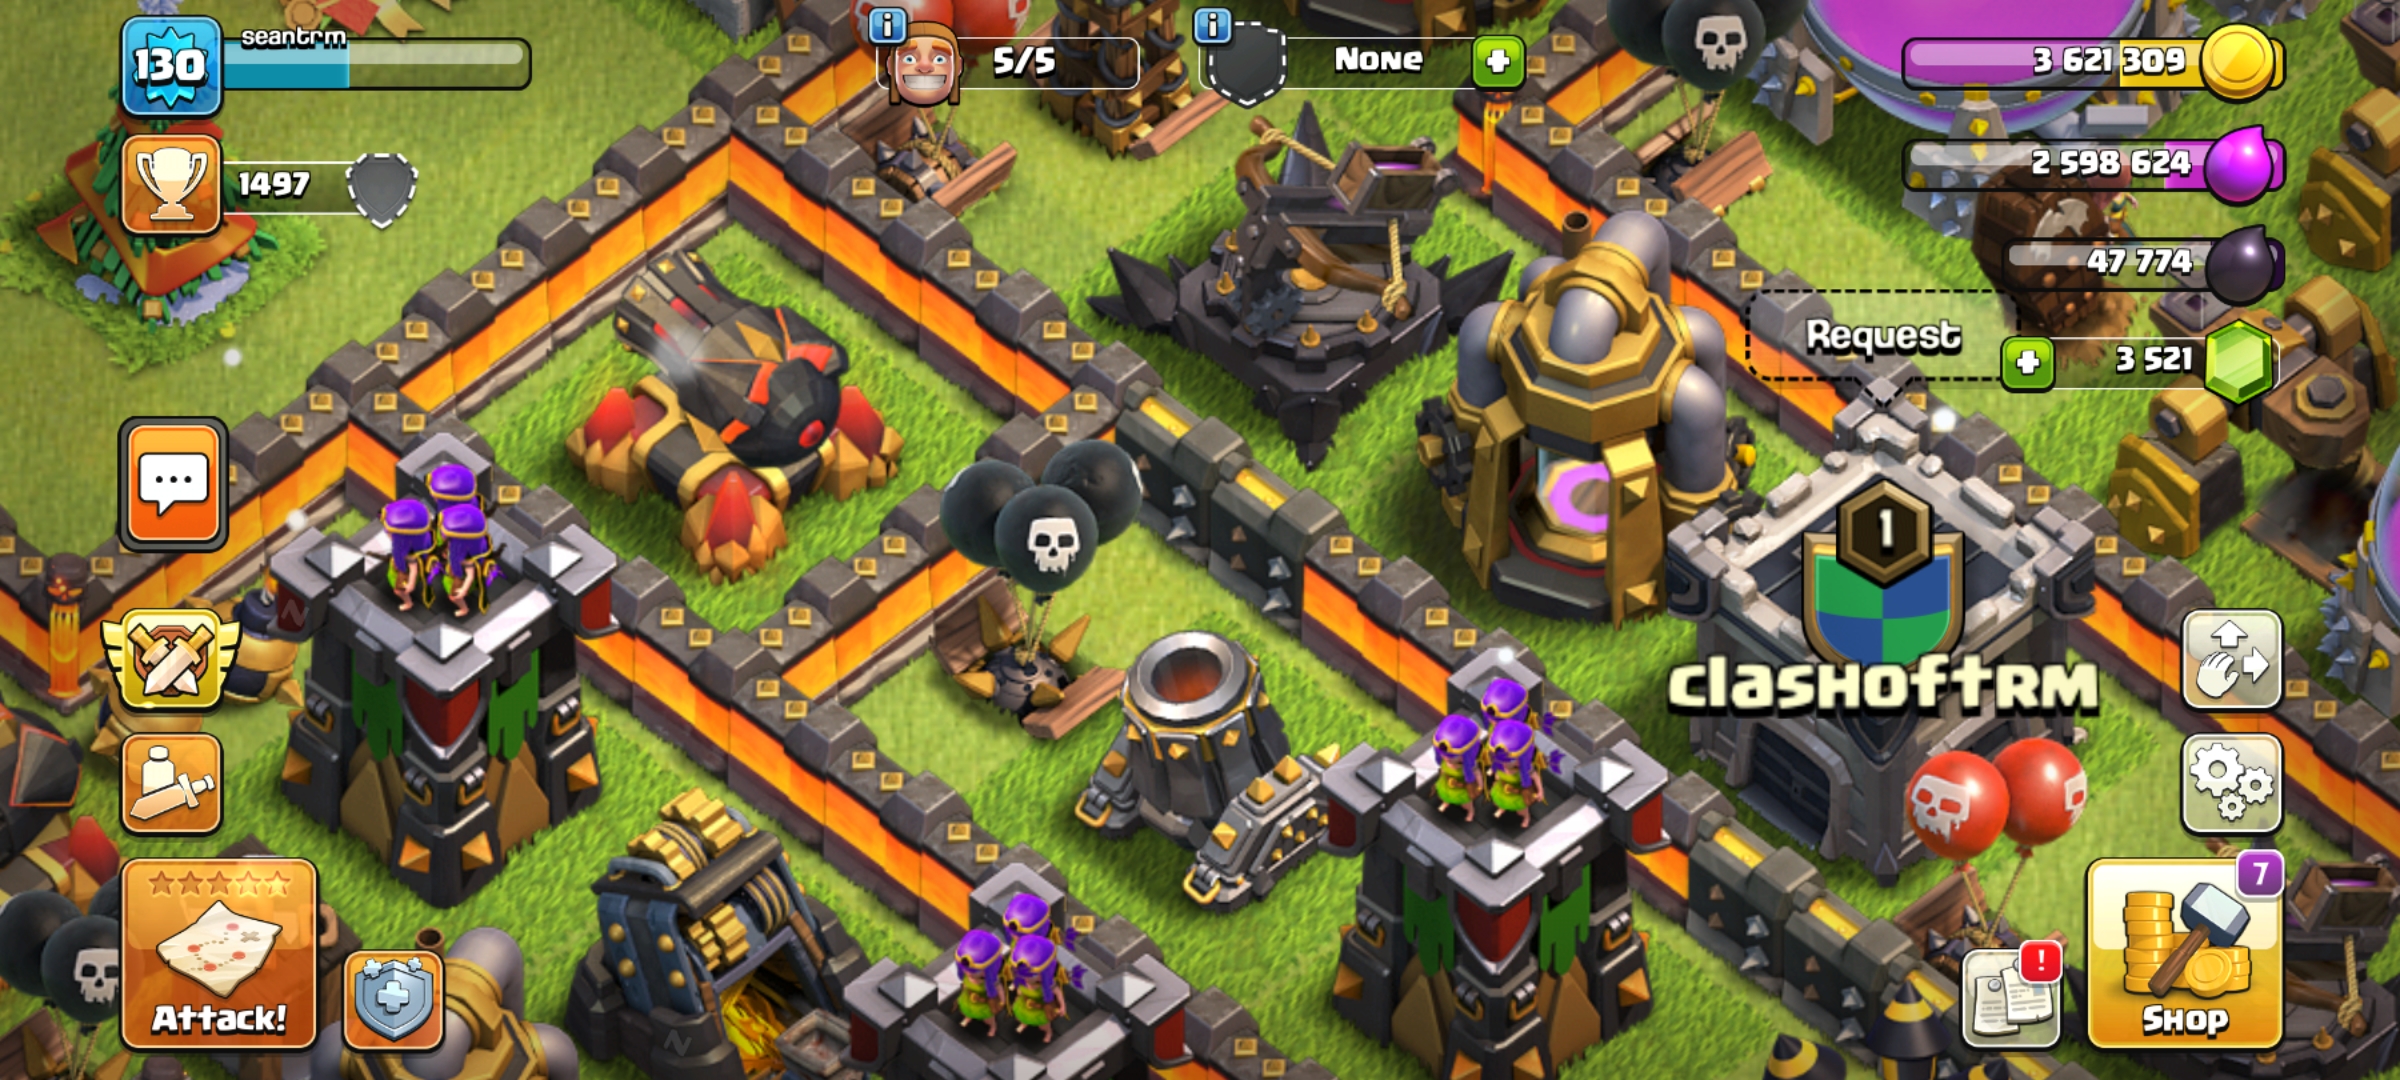 130
seantrm
5/5
None
3 621 309
1497
2 598 624
47 774
Request
3 521
1
clashoftRM
7
Attack!
!
Shop